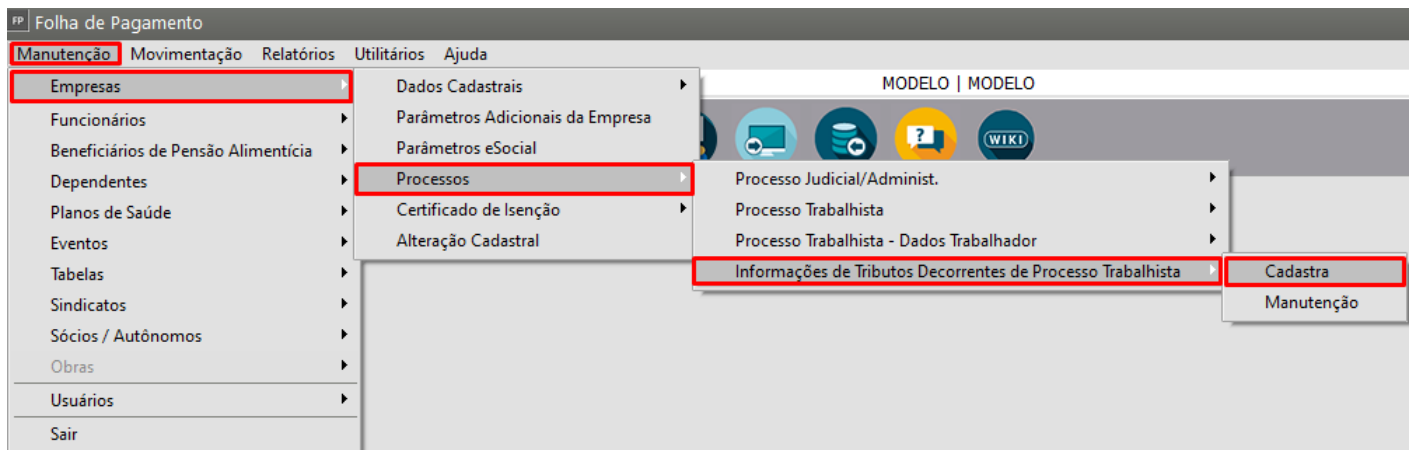 FP Folha de Pagamento
Manutenção Movimentação Relatórios Utilitários Ajuda
MODELO | MODELO
Empresas
Funcionários
Beneficiários de Pensão Alimentícia
Dependentes
Planos de Saúde
Eventos
Tabelas
Sindicatos
Sócios / Autônomos
Obras
Usuários
Sair
Dados Cadastrais
Parâmetros Adicionais da Empresa
Parâmetros eSocial
Processos
Certificado de Isenção
Alteração Cadastral
?
WIKI
Processo Judicial/Administ.
Processo Trabalhista
Processo Trabalhista - Dados Trabalhador
Informações de Tributos Decorrentes de Processo Trabalhista
Cadastra
Manutenção